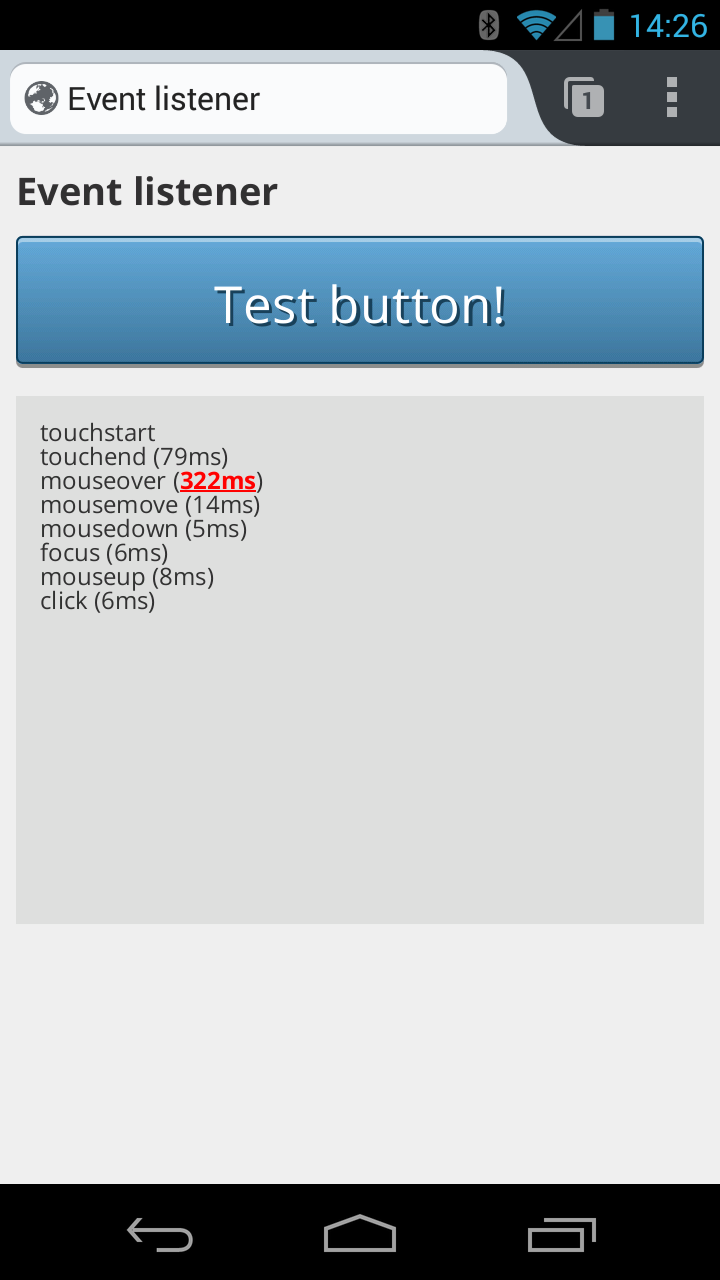 14:26
Event listener
1
Event listener
Test button!
touchstart
touchend (79ms)
mouseover (322ms)
mousemove (14ms)
mousedown (5ms)
focus (6ms)
mouseup (8ms)
click (6ms)